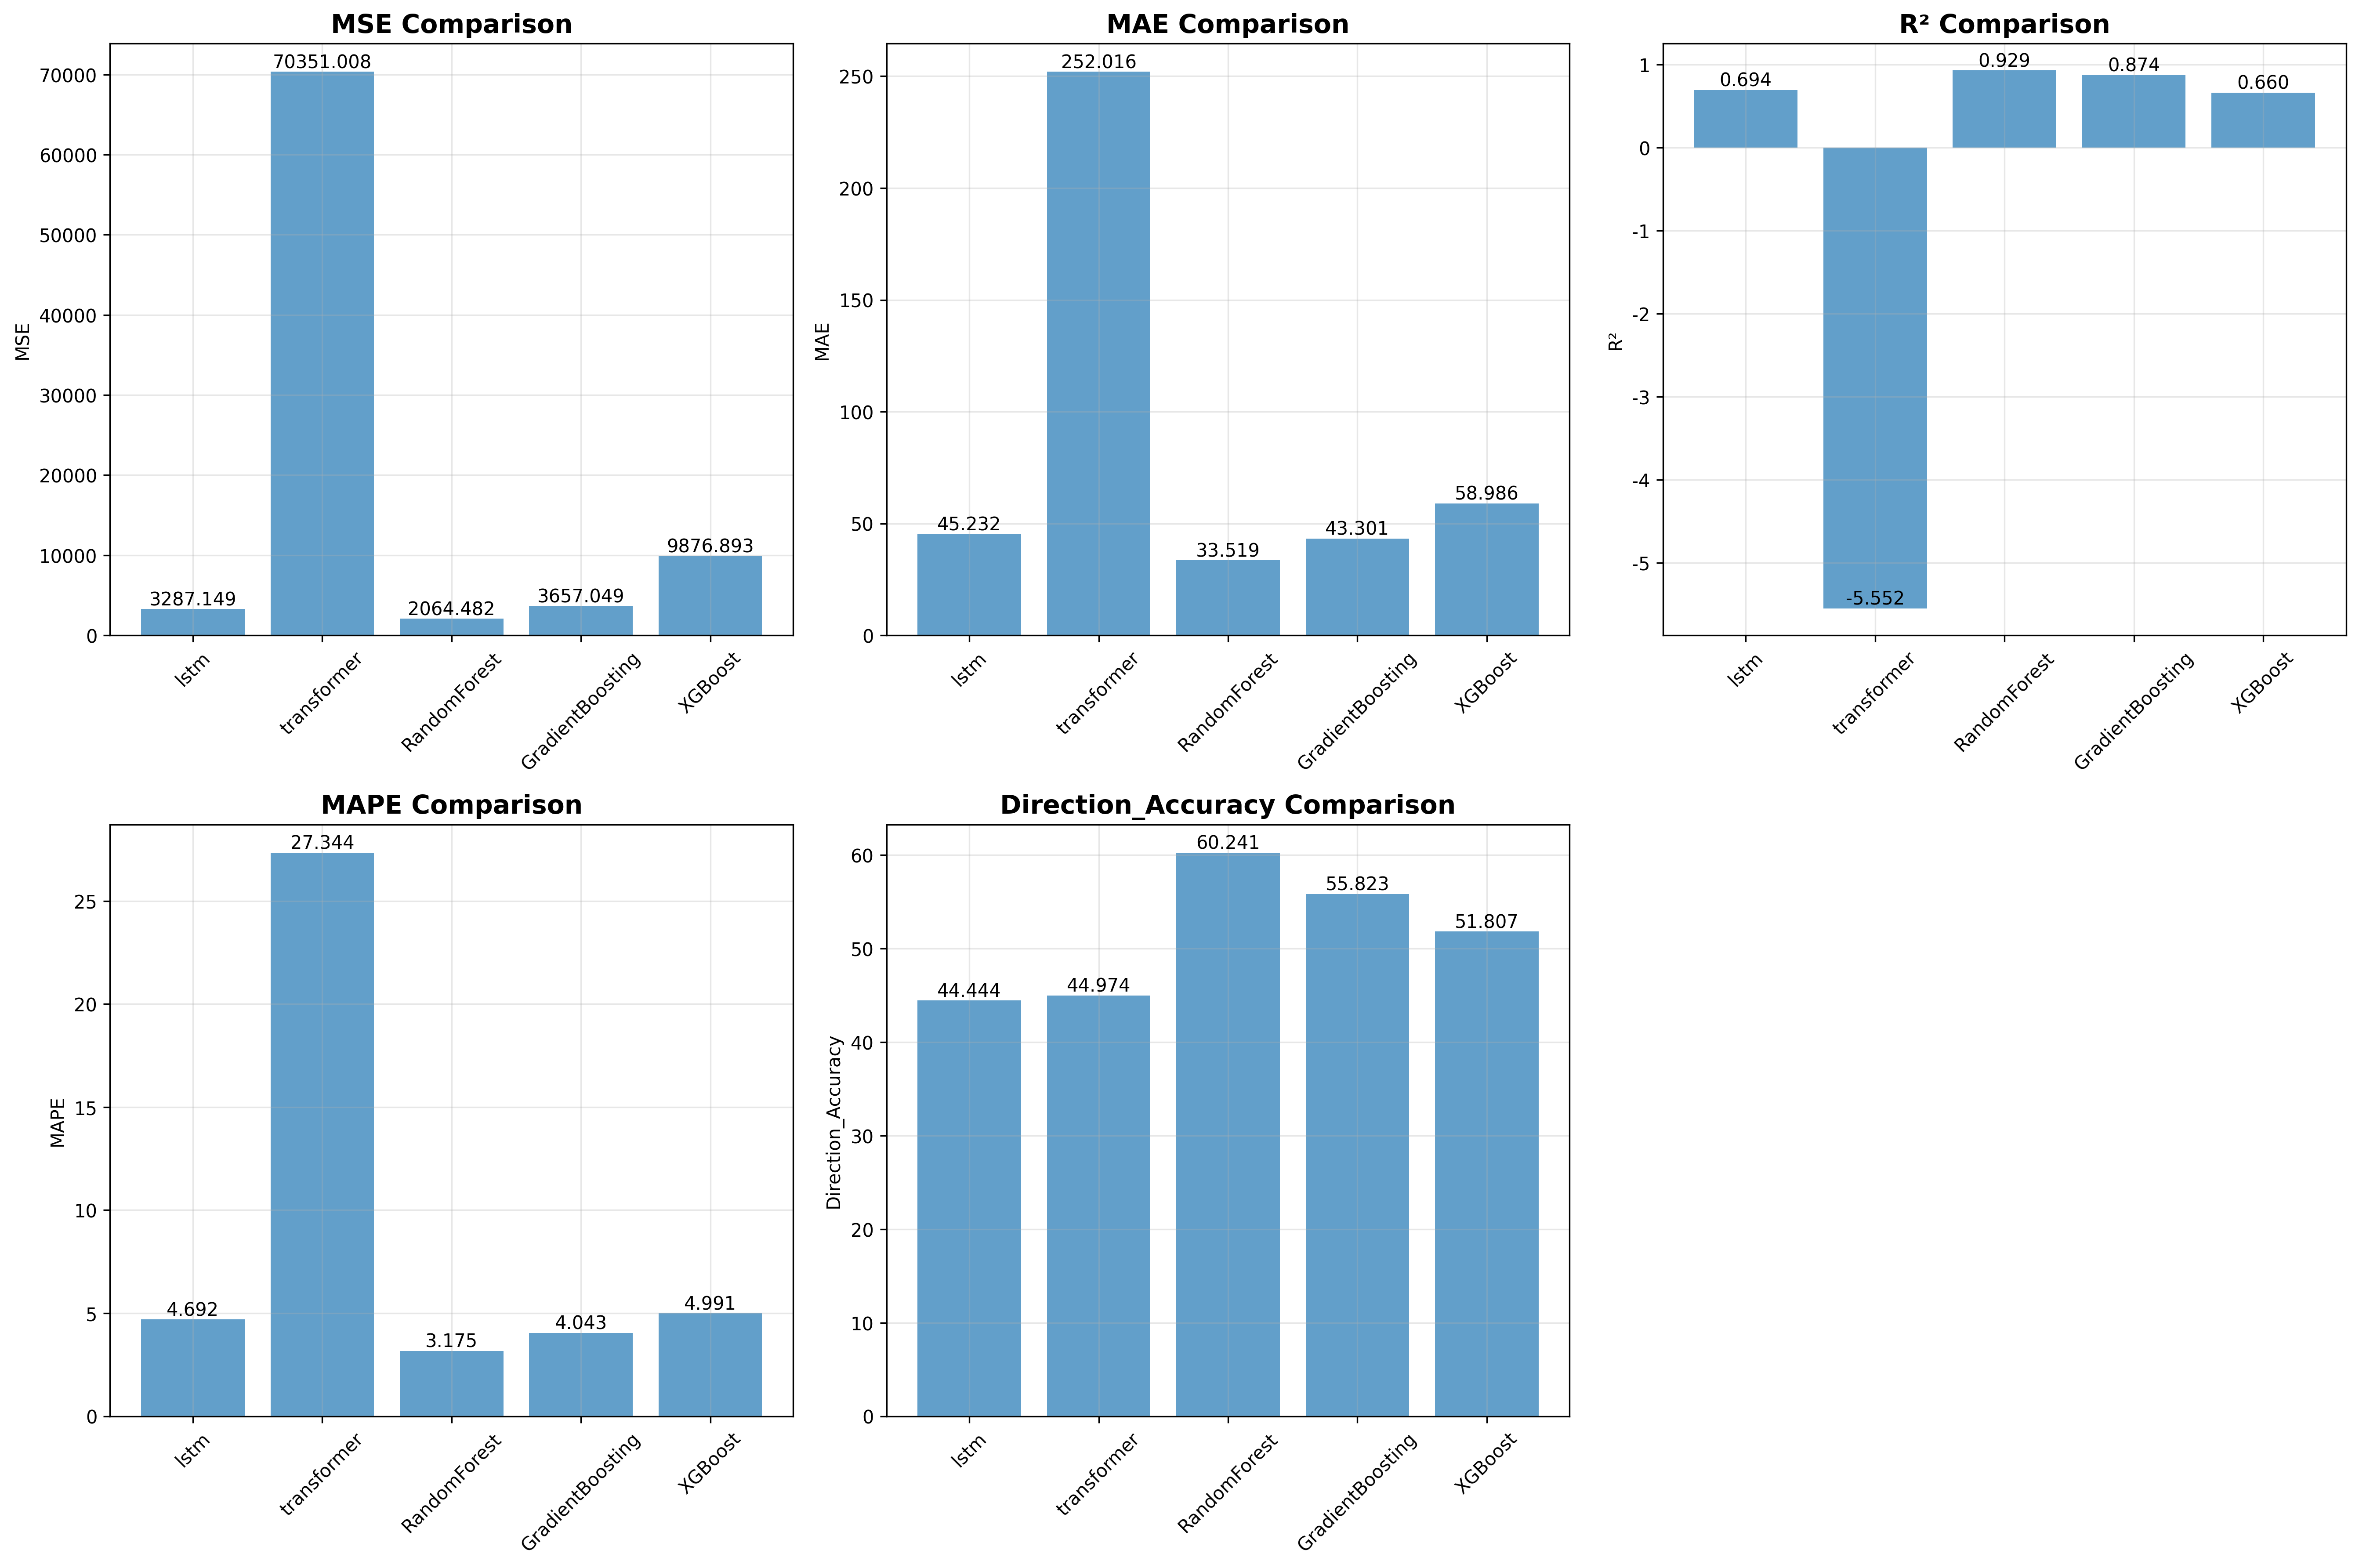 MSE Comparison
MSE
70000
60000
50000
40000
30000
20000
10000
0
3287.149
70351.008
2064.482
3657.049
9876.893
lstm
transformer
RandomForest
GradientBoosting
XGBoost
MAE Comparison
MAE
250
200
150
100
50
0
45.232
252.016
33.519
43.301
58.986
lstm
transformer
RandomForest
GradientBoosting
XGBoost
R² Comparison
R²
1
0
-1
-2
-3
-4
-5
0.694
-5.552
0.929
0.874
0.660
lstm
transformer
RandomForest
GradientBoosting
XGBoost
MAPE Comparison
MAPE
25
20
15
10
5
0
4.692
27.344
3.175
4.043
4.991
lstm
transformer
RandomForest
GradientBoosting
XGBoost
Direction_Accuracy Comparison
Direction_Accuracy
60
50
40
30
20
10
0
44.444
44.974
60.241
55.823
51.807
lstm
transformer
RandomForest
GradientBoosting
XGBoost